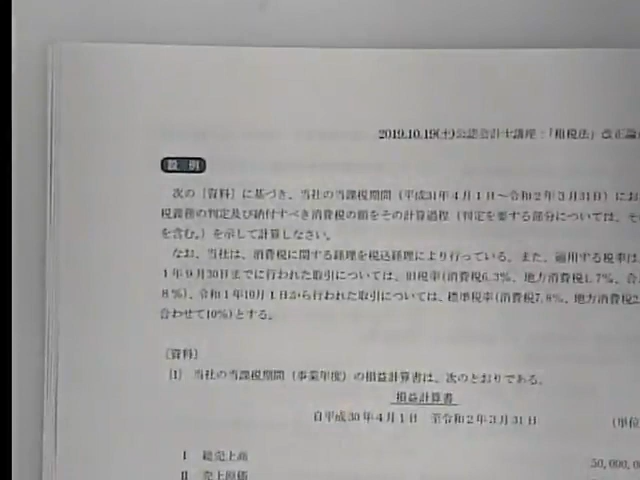 2019.10.19(土)公認会計士講座:「租税法」改正論
設例
次の〔資料〕に基づき、当社の当課税期間(平成31年4月1日~令和2年3月31日)にお
税義務の判定及び納付すべき消費税の額をその計算過程(判定を要する部分については、そ
を含む。)を示して計算しなさい。
なお、当社は、消費税に関する経理を税込経理により行っている。また、適用する税率は
1年9月30日までに行われた取引については、旧税率(消費税6.3%、地方消費税1.7%、合
8%)、令和1年10月1日から行われた取引については、標準税率(消費税7.8%、地方消費税2
合わせて10%)とする。
〔資料〕
〔1〕 当社の当課税期間(事業年度)の損益計算書は、次のとおりである。
損益計算書
自平成30年4月1日 至令和2年3月31日 (単位
Ⅰ 総売上高 50,000,0
Ⅱ 売上原価